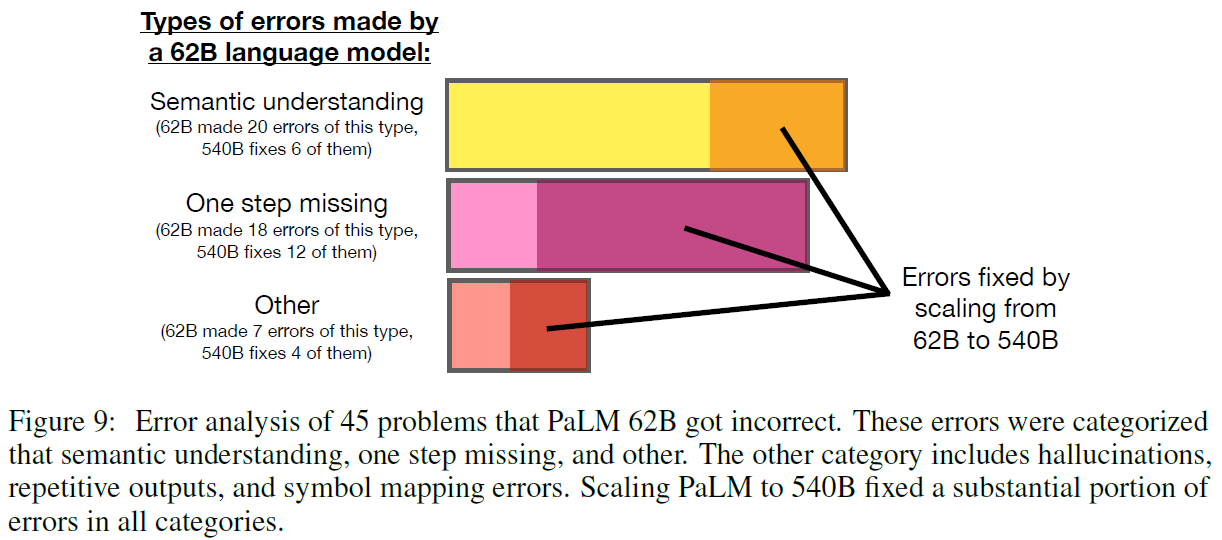 Types of errors made by
a 62B language model:
Semantic understanding
(62B made 20 errors of this type,
540B fixes 6 of them)
One step missing
(62B made 18 errors of this type,
540B fixes 12 of them)
Other
(62B made 7 errors of this type,
540B fixes 4 of them)
Errors fixed by
scaling from
62B to 540B
Figure 9: Error analysis of 45 problems that PaLM 62B got incorrect. These errors were categorized
that semantic understanding, one step missing, and other. The other category includes hallucinations,
repetitive outputs, and symbol mapping errors. Scaling PaLM to 540B fixed a substantial portion of
errors in all categories.